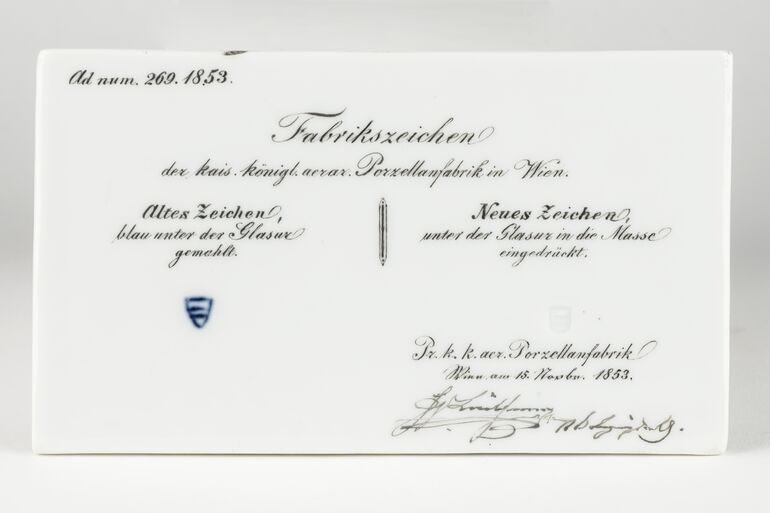 Ad num. 269. 1853.
Fabrikszeichen
der kais. königl. aerar. Porzellanfabrik in Wien.
Altes Zeichen,
blau unter der Glasur
gemahlt.
Neues Zeichen,
unter der Glasur in die Masse
eingedrückt.
Pr. k. k. aer. Porzellanfabrik
Wien am 15. Novbr. 1853.